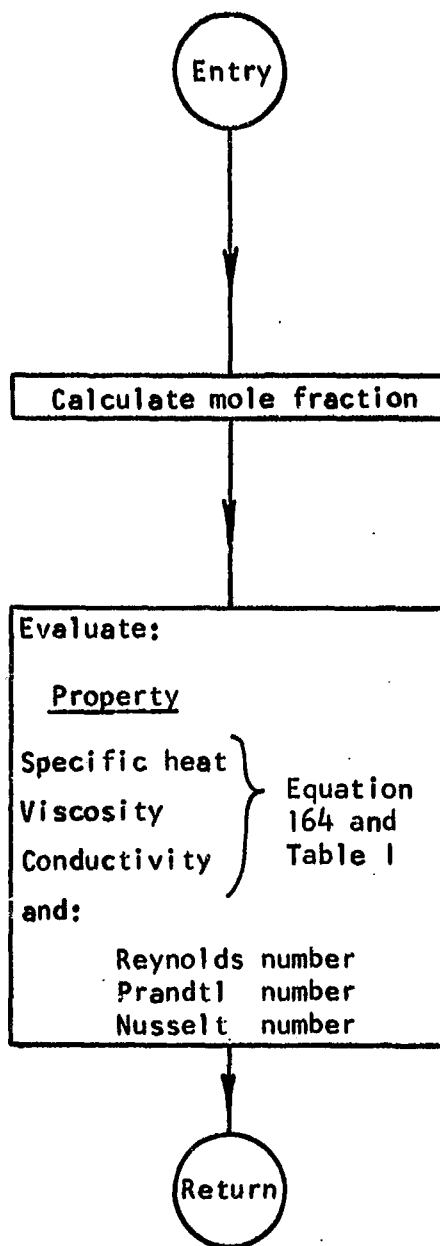 Entry
Calculate mole fraction
Evaluate:
Property
Specific heat
Viscosity
Conductivity
Equation
164 and
Table I
and:
Reynolds number
Prandtl number
Nusselt number
Return